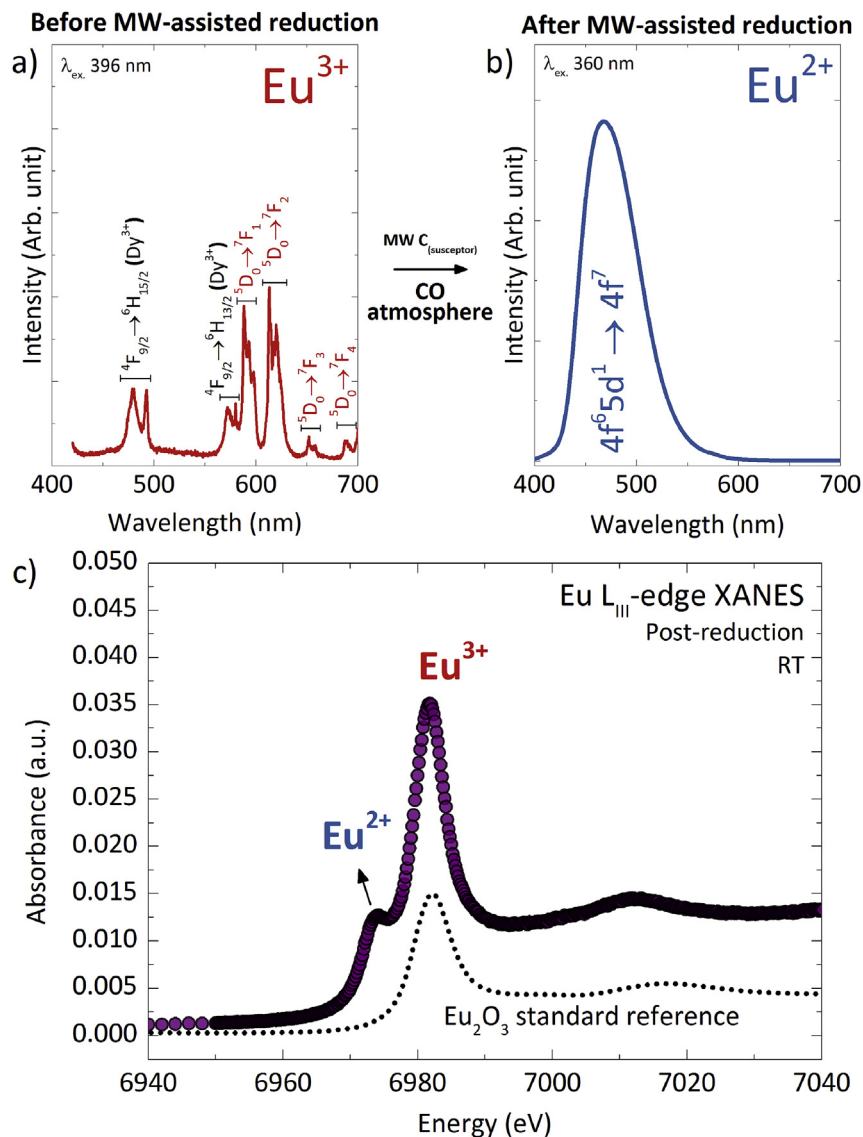 Before MW-assisted reduction
After MW-assisted reduction
a)
λex. 396 nm
Eu3+
Intensity (Arb. unit)
4F9/2→6H15/2 (Dy3+)
4F9/2→6H13/2 (Dy3+)
5D0→7F1
5D0→7F2
5D0→7F3
5D0→7F4
400 500 600 700
Wavelength (nm)
MW C(susceptor)
CO
atmosphere
b)
λex. 360 nm
Eu2+
Intensity (Arb. unit)
4f65d1 → 4f7
400 500 600 700
Wavelength (nm)
c)
Eu LIII-edge XANES
Post-reduction
RT
Eu3+
Eu2+
Eu2O3 standard reference
Absorbance (a.u.)
0.050
0.045
0.040
0.035
0.030
0.025
0.020
0.015
0.010
0.005
0.000
6940 6960 6980 7000 7020 7040
Energy (eV)